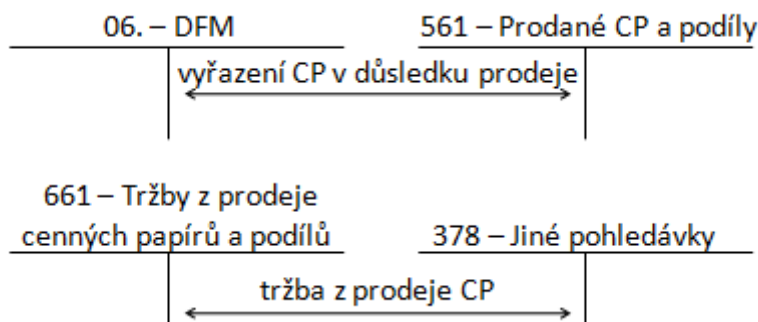 06. – DFM
561 – Prodané CP a podíly
vyřazení CP v důsledku prodeje
661 – Tržby z prodeje
cenných papírů a podílů
378 – Jiné pohledávky
tržba z prodeje CP